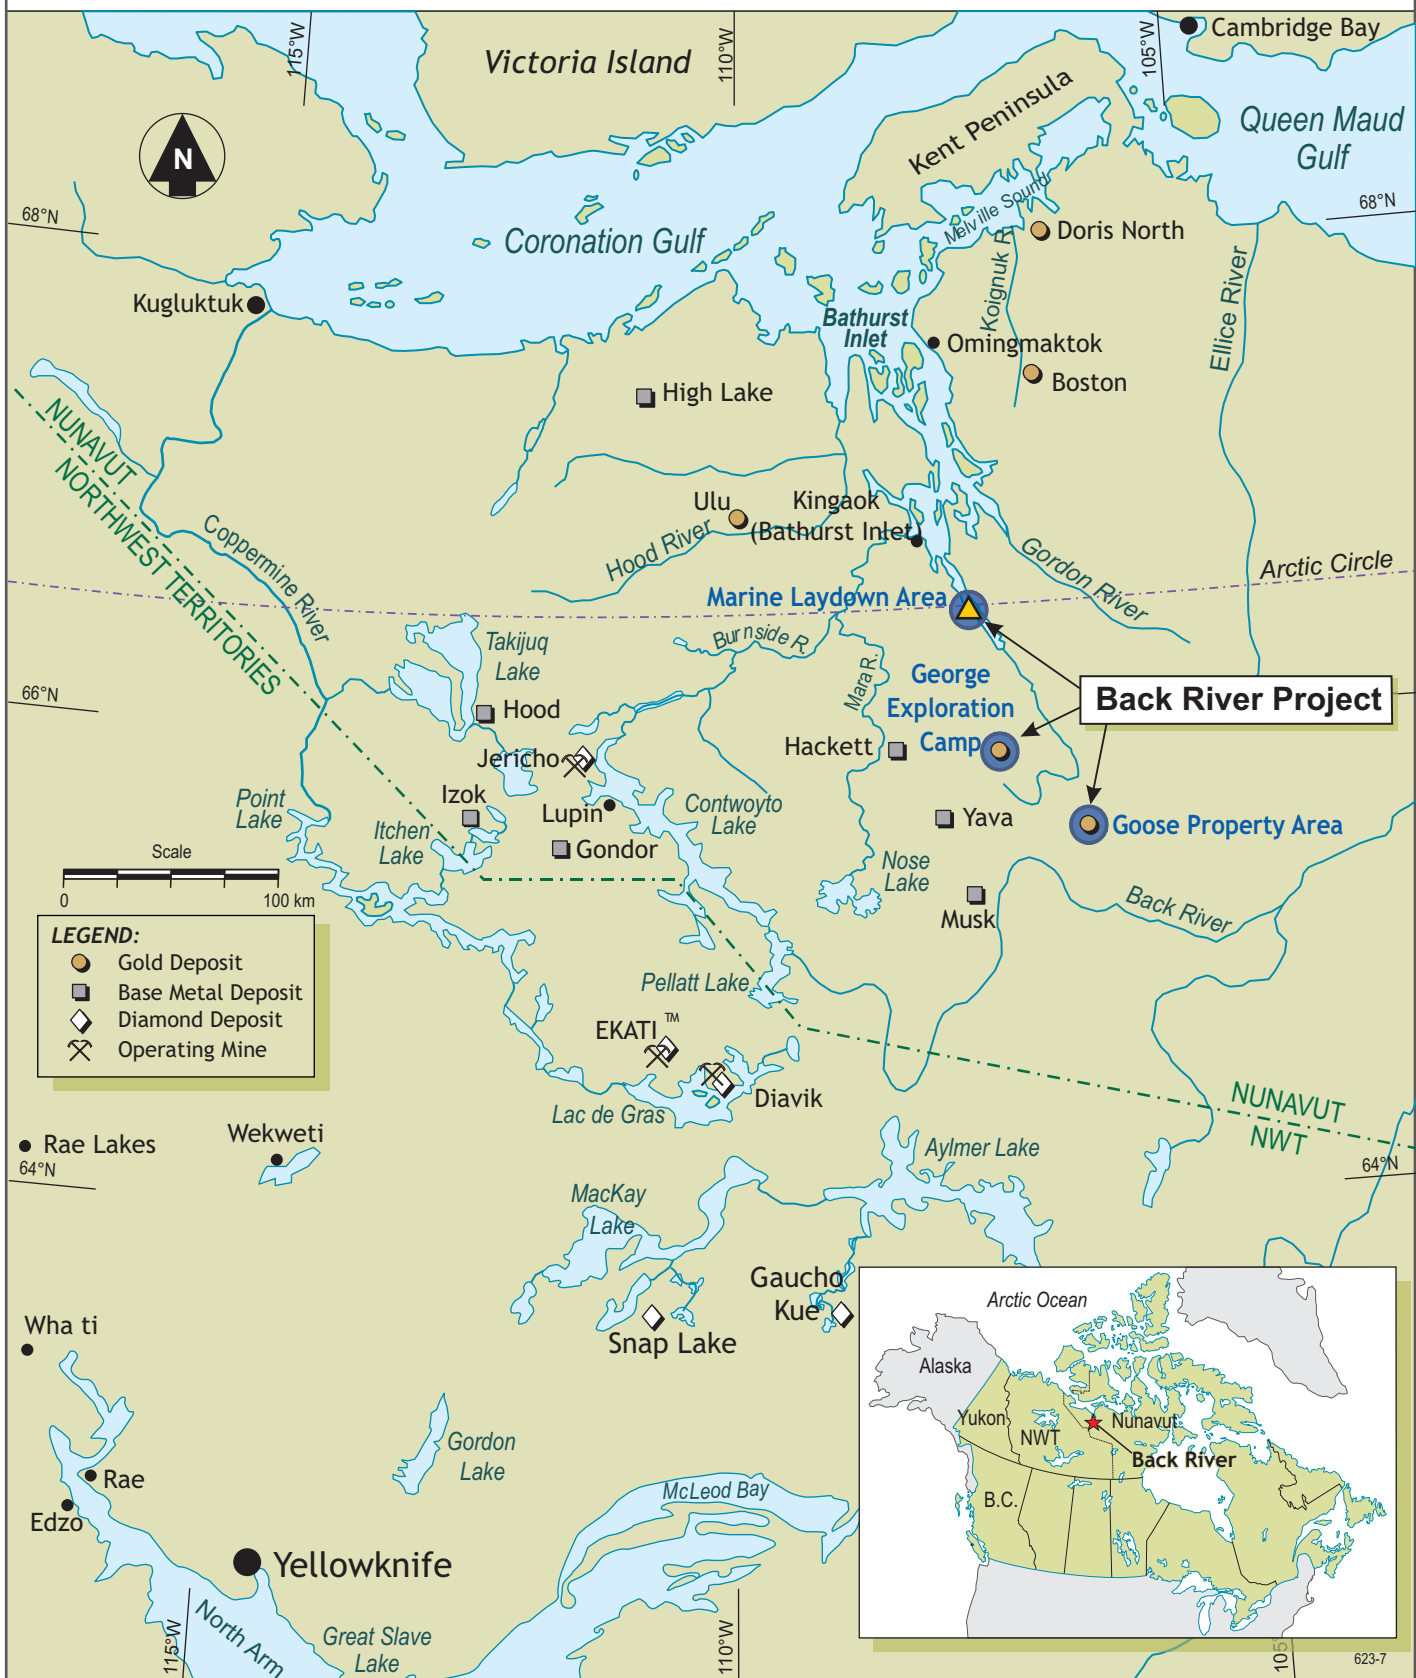 115°W
Victoria Island
110°W
105°W
Cambridge Bay
Queen Maud
Gulf
Kent Peninsula
N
68°N
68°N
Melville Sound
Coronation Gulf
Doris North
Koignuk R.
Ellice River
Kugluktuk
Bathurst
Inlet
Omingmaktok
Boston
High Lake
NUNAVUT
NORTHWEST TERRITORIES
Coppermine River
Ulu
Kingaok
(Bathurst Inlet)
Hood River
Gordon River
Arctic Circle
Marine Laydown Area
Burnside R.
Takijuq
Lake
Mara R.
George
Exploration
Camp
Back River Project
66°N
Hood
Hackett
Jericho
Izok
Lupin
Contwoyto
Lake
Point
Lake
Itchen
Lake
Yava
Goose Property Area
Gondor
Scale
0
100 km
Nose
Lake
Musk
Back River
LEGEND:
Gold Deposit
Base Metal Deposit
Diamond Deposit
Operating Mine
Pellatt Lake
EKATI ™
Diavik
Lac de Gras
NUNAVUT
NWT
Rae Lakes
Wekweti
Aylmer Lake
64°N
64°N
MacKay
Lake
Gaucho
Kue
Snap Lake
Wha ti
Arctic Ocean
Alaska
Yukon
NWT
Nunavut
Back River
B.C.
Gordon
Lake
McLeod Bay
Rae
Edzo
Yellowknife
North Arm
Great Slave
Lake
115°W
110°W
105°
623-7